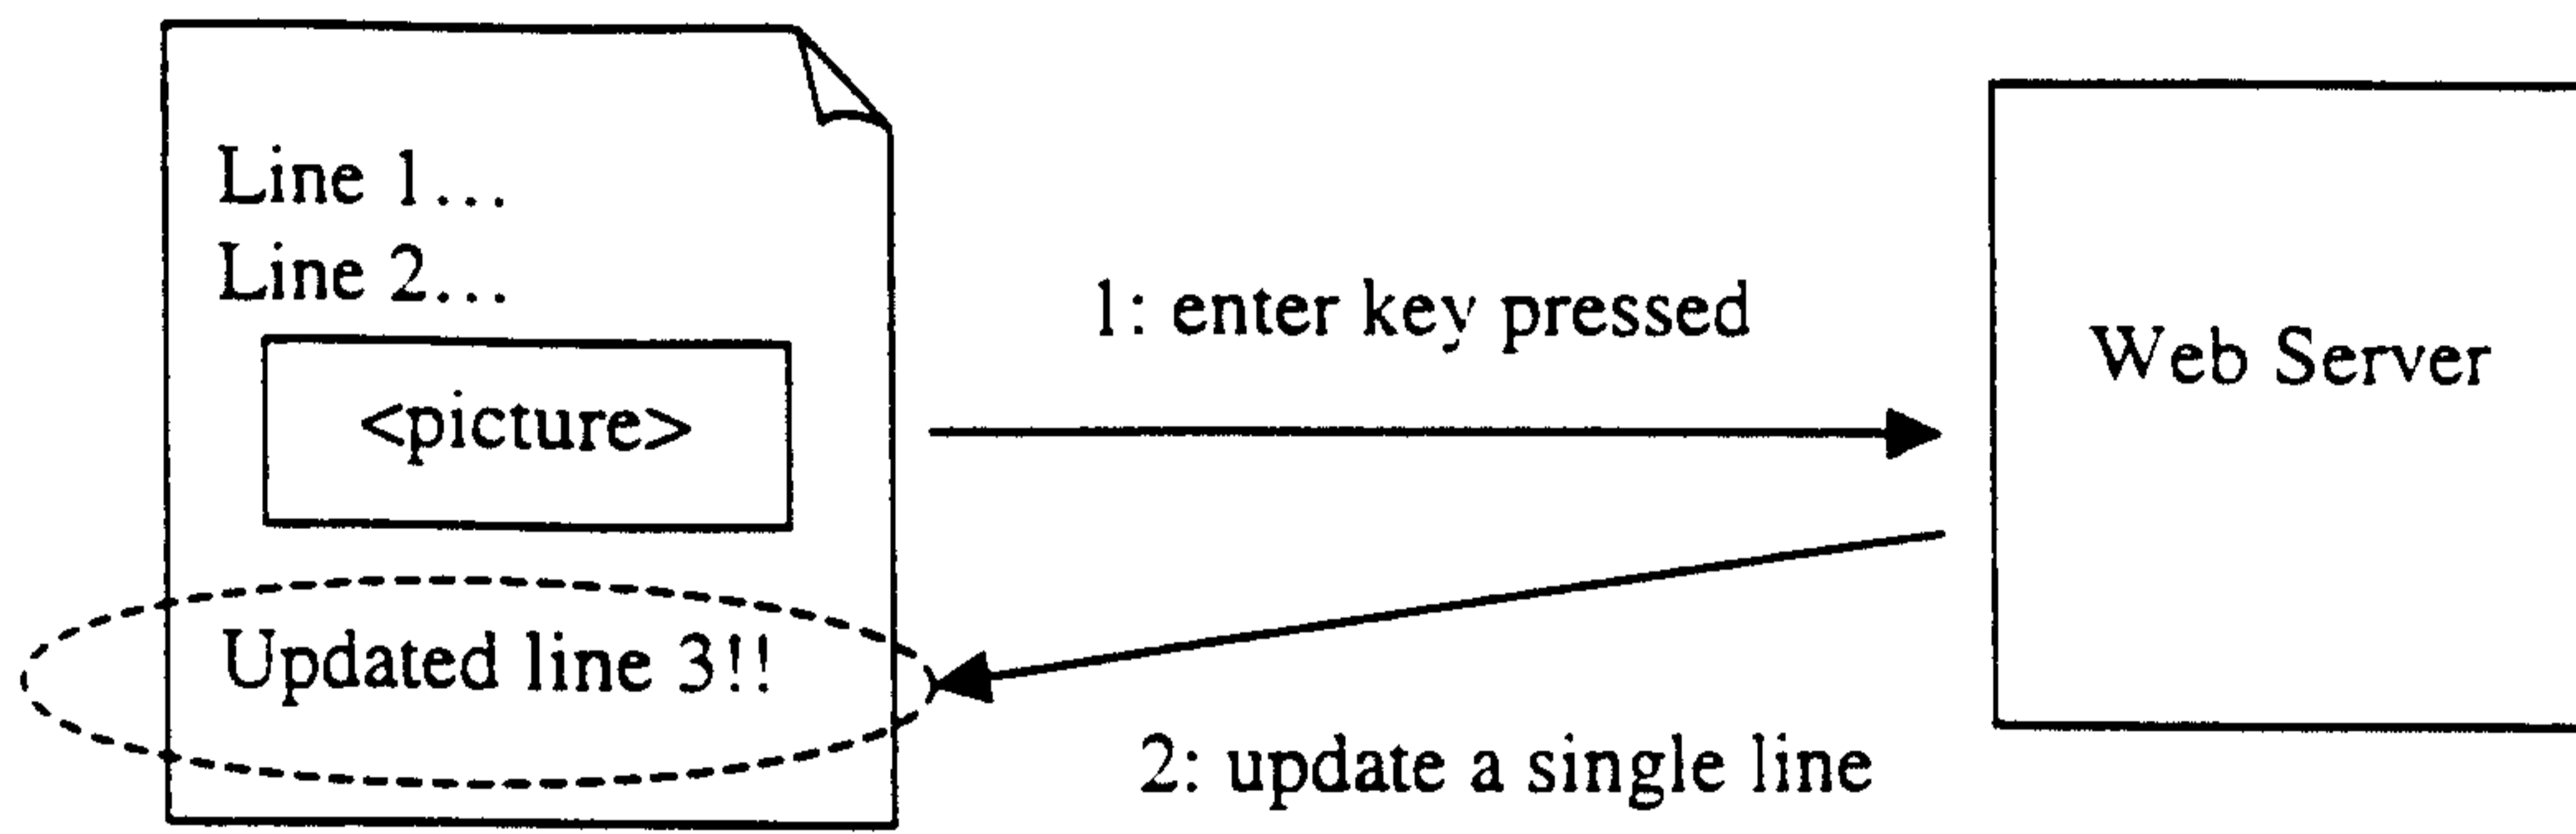 Line 1...
Line 2...
<picture>
Updated line 3!!
1: enter key pressed
2: update a single line
Web Server